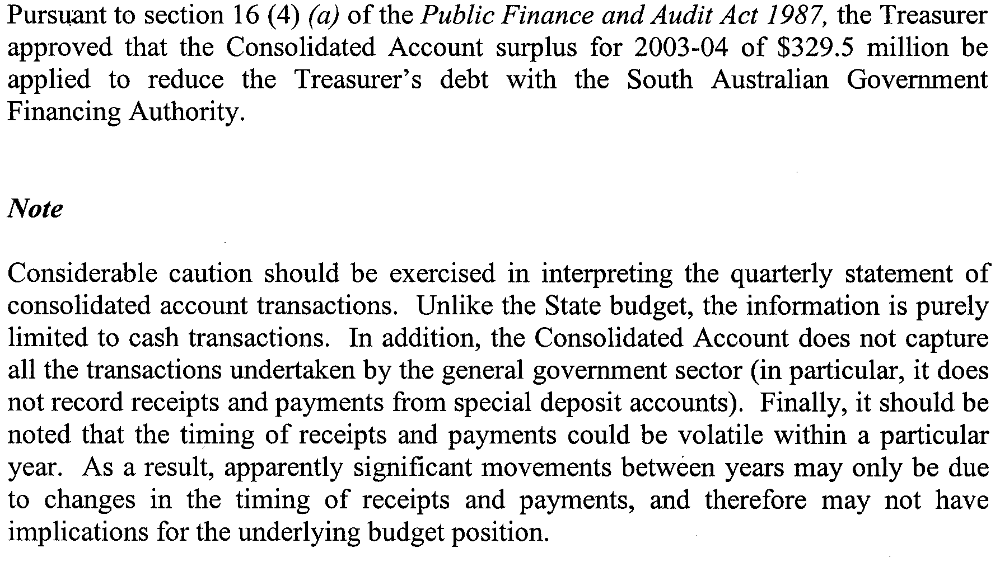 Pursuant to section 16 (4) (a) of the Public Finance and Audit Act 1987, the Treasurer
approved that the Consolidated Account surplus for 2003-04 of $329.5 million be
applied to reduce the Treasurer’s debt with the South Australian Government
Financing Authority.
Note
Considerable caution should be exercised in interpreting the quarterly statement of
consolidated account transactions. Unlike the State budget, the information is purely
limited to cash transactions. In addition, the Consolidated Account does not capture
all the transactions undertaken by the general government sector (in particular, it does
not record receipts and payments from special deposit accounts). Finally, it should be
noted that the timing of receipts and payments could be volatile within a particular
year. As a result, apparently significant movements between years may only be due
to changes in the timing of receipts and payments, and therefore may not have
implications for the underlying budget position.